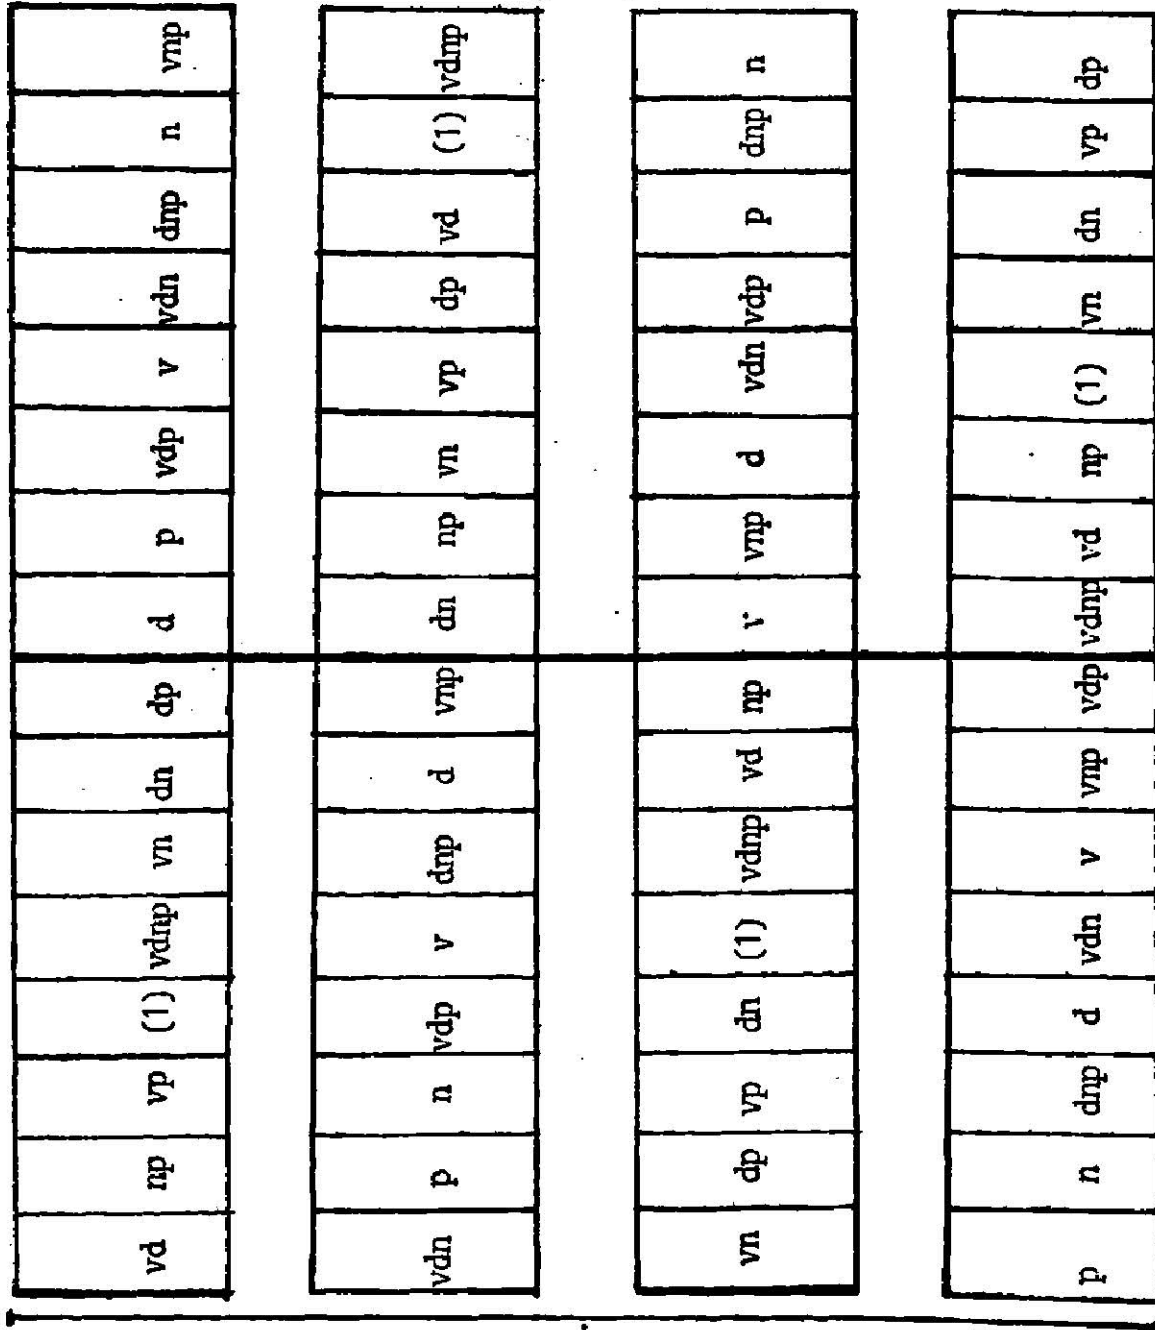 vd np vp (1) vdnp vn dn dp d p vdp v vdn dnp n vnp
vdn p n vdp v dnp d vnp dn np vn vp dp vd (1) vdnp
vn dp vp dn (1) vdnp vd np v vnp d vdn vdp p dnp n
p n dnp d vdn v vnp vdp vdnp vd np (1) vn dn vp dp